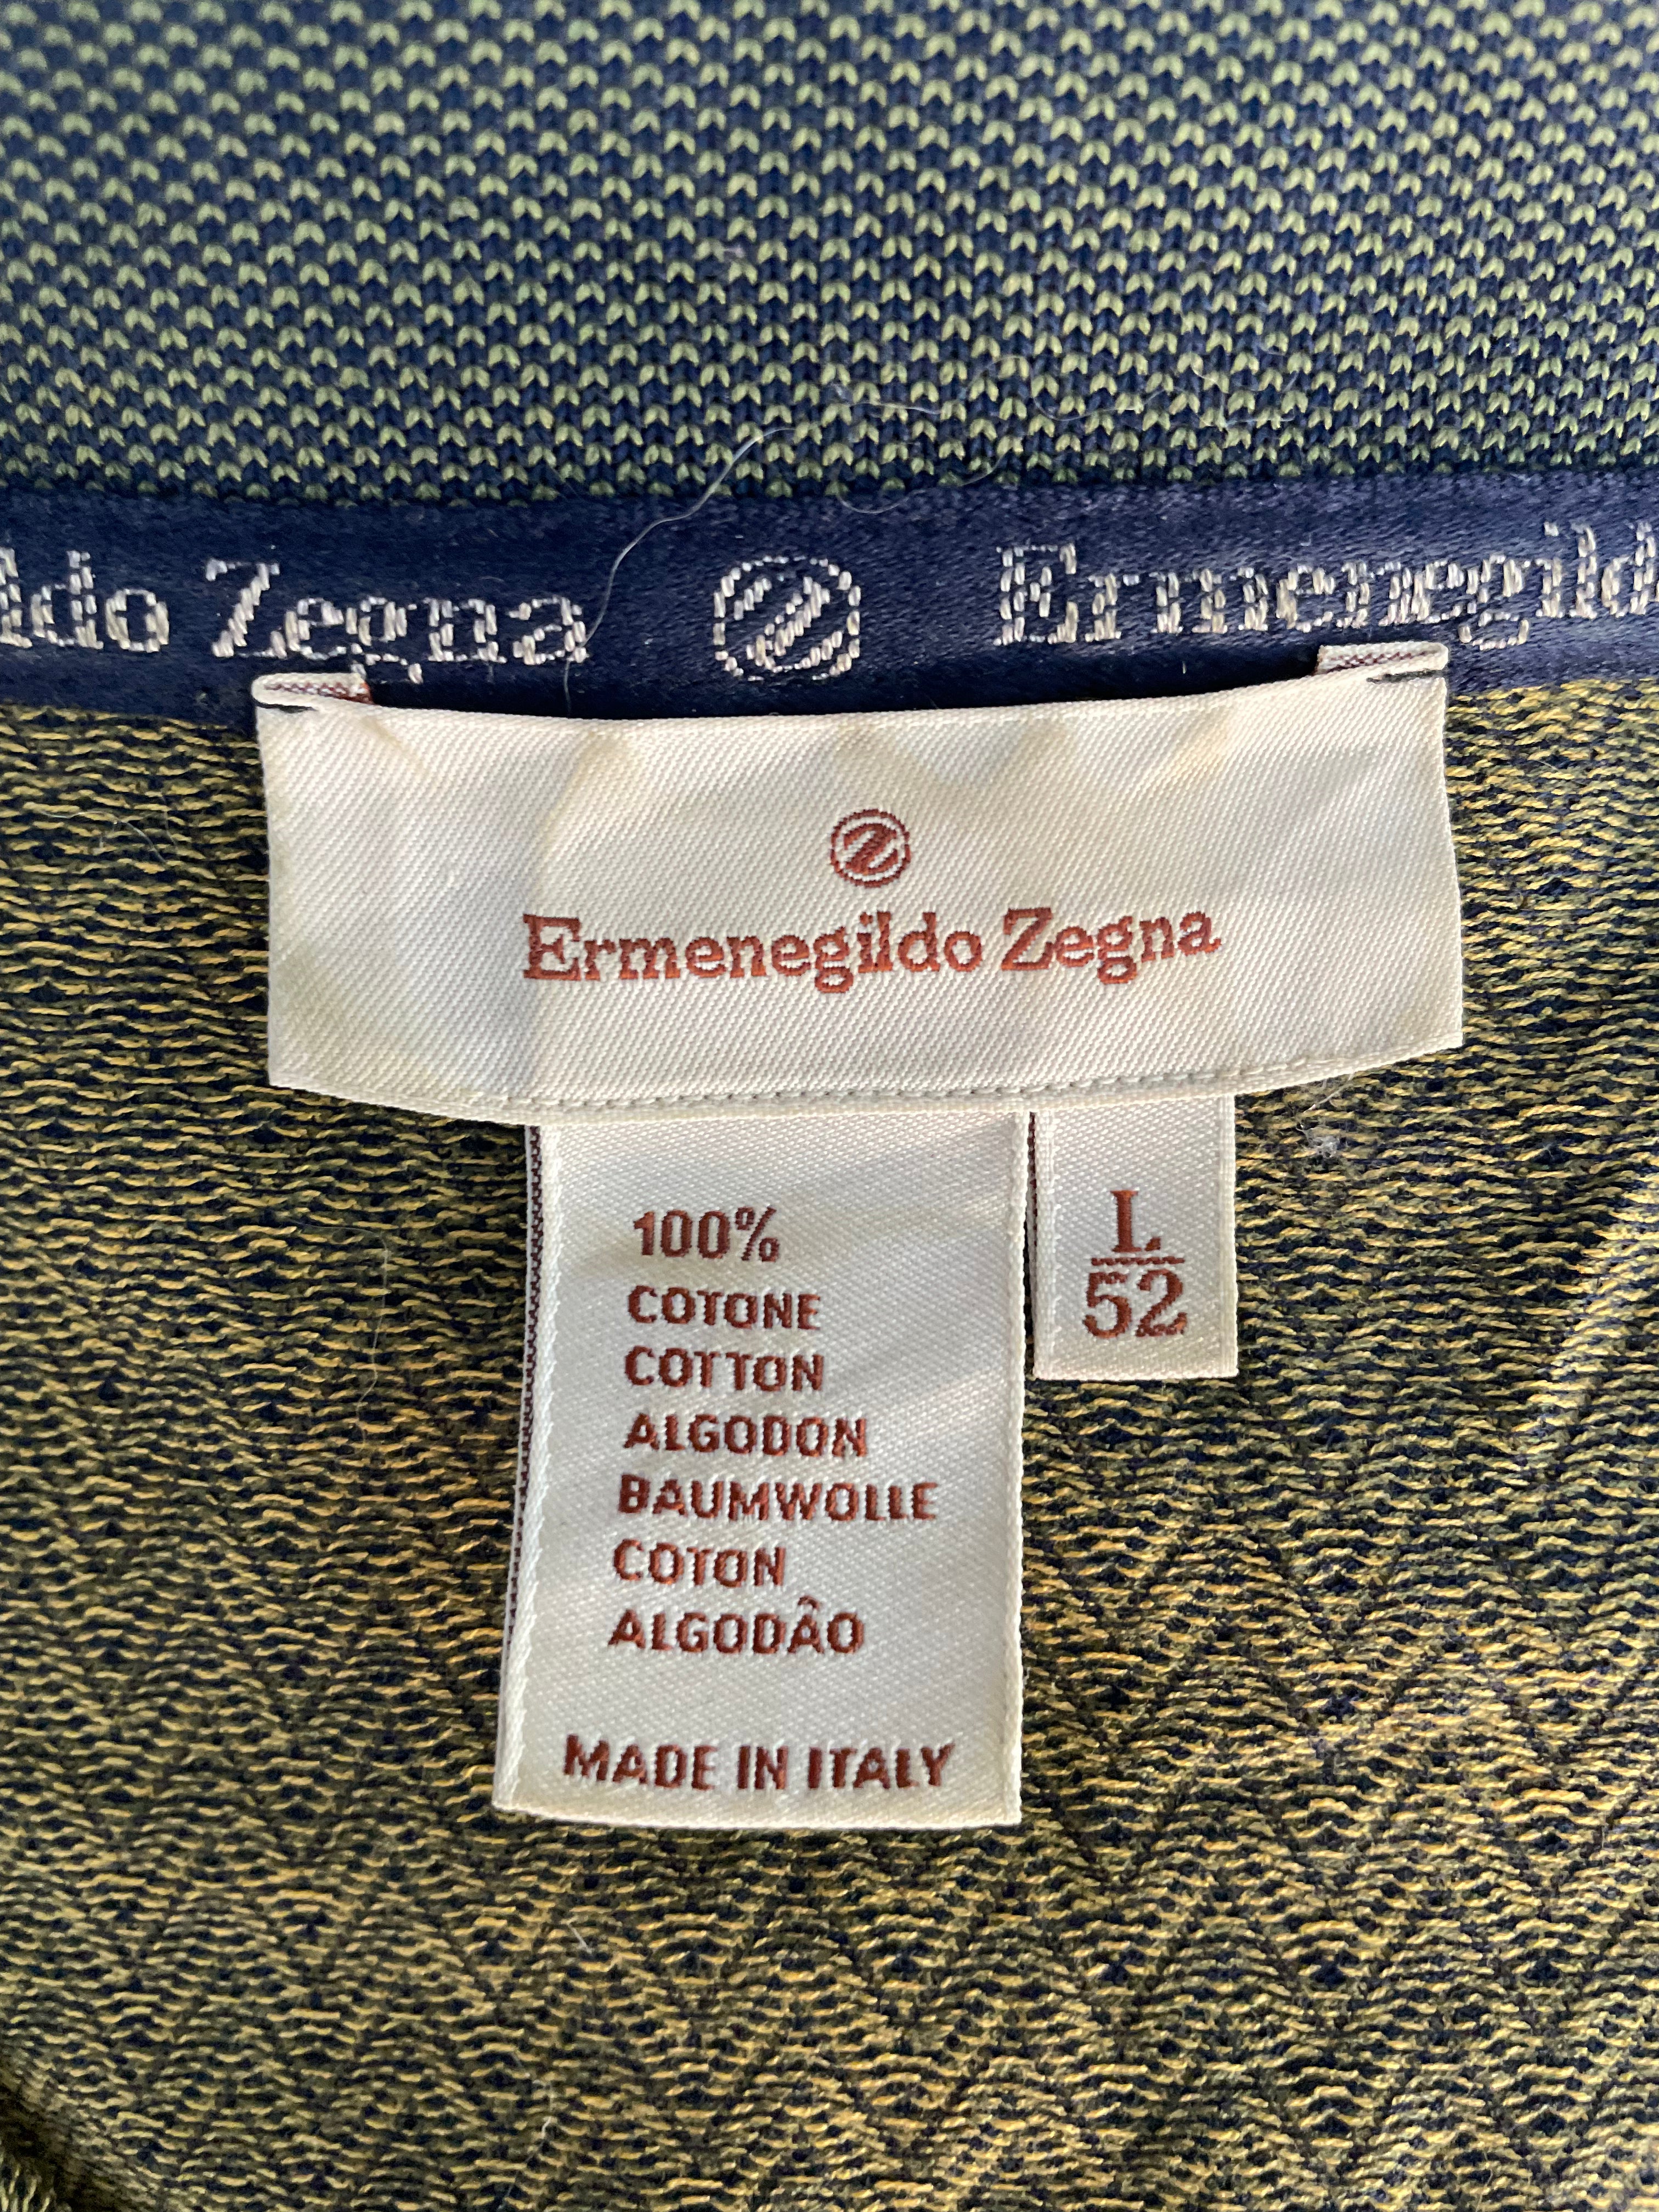 ldo Zegna Ermenegild
Ermenegildo Zegna
100%
COTONE
COTTON
ALGODON
BAUMWOLLE
COTON
ALGODÃO
MADE IN ITALY
L
52